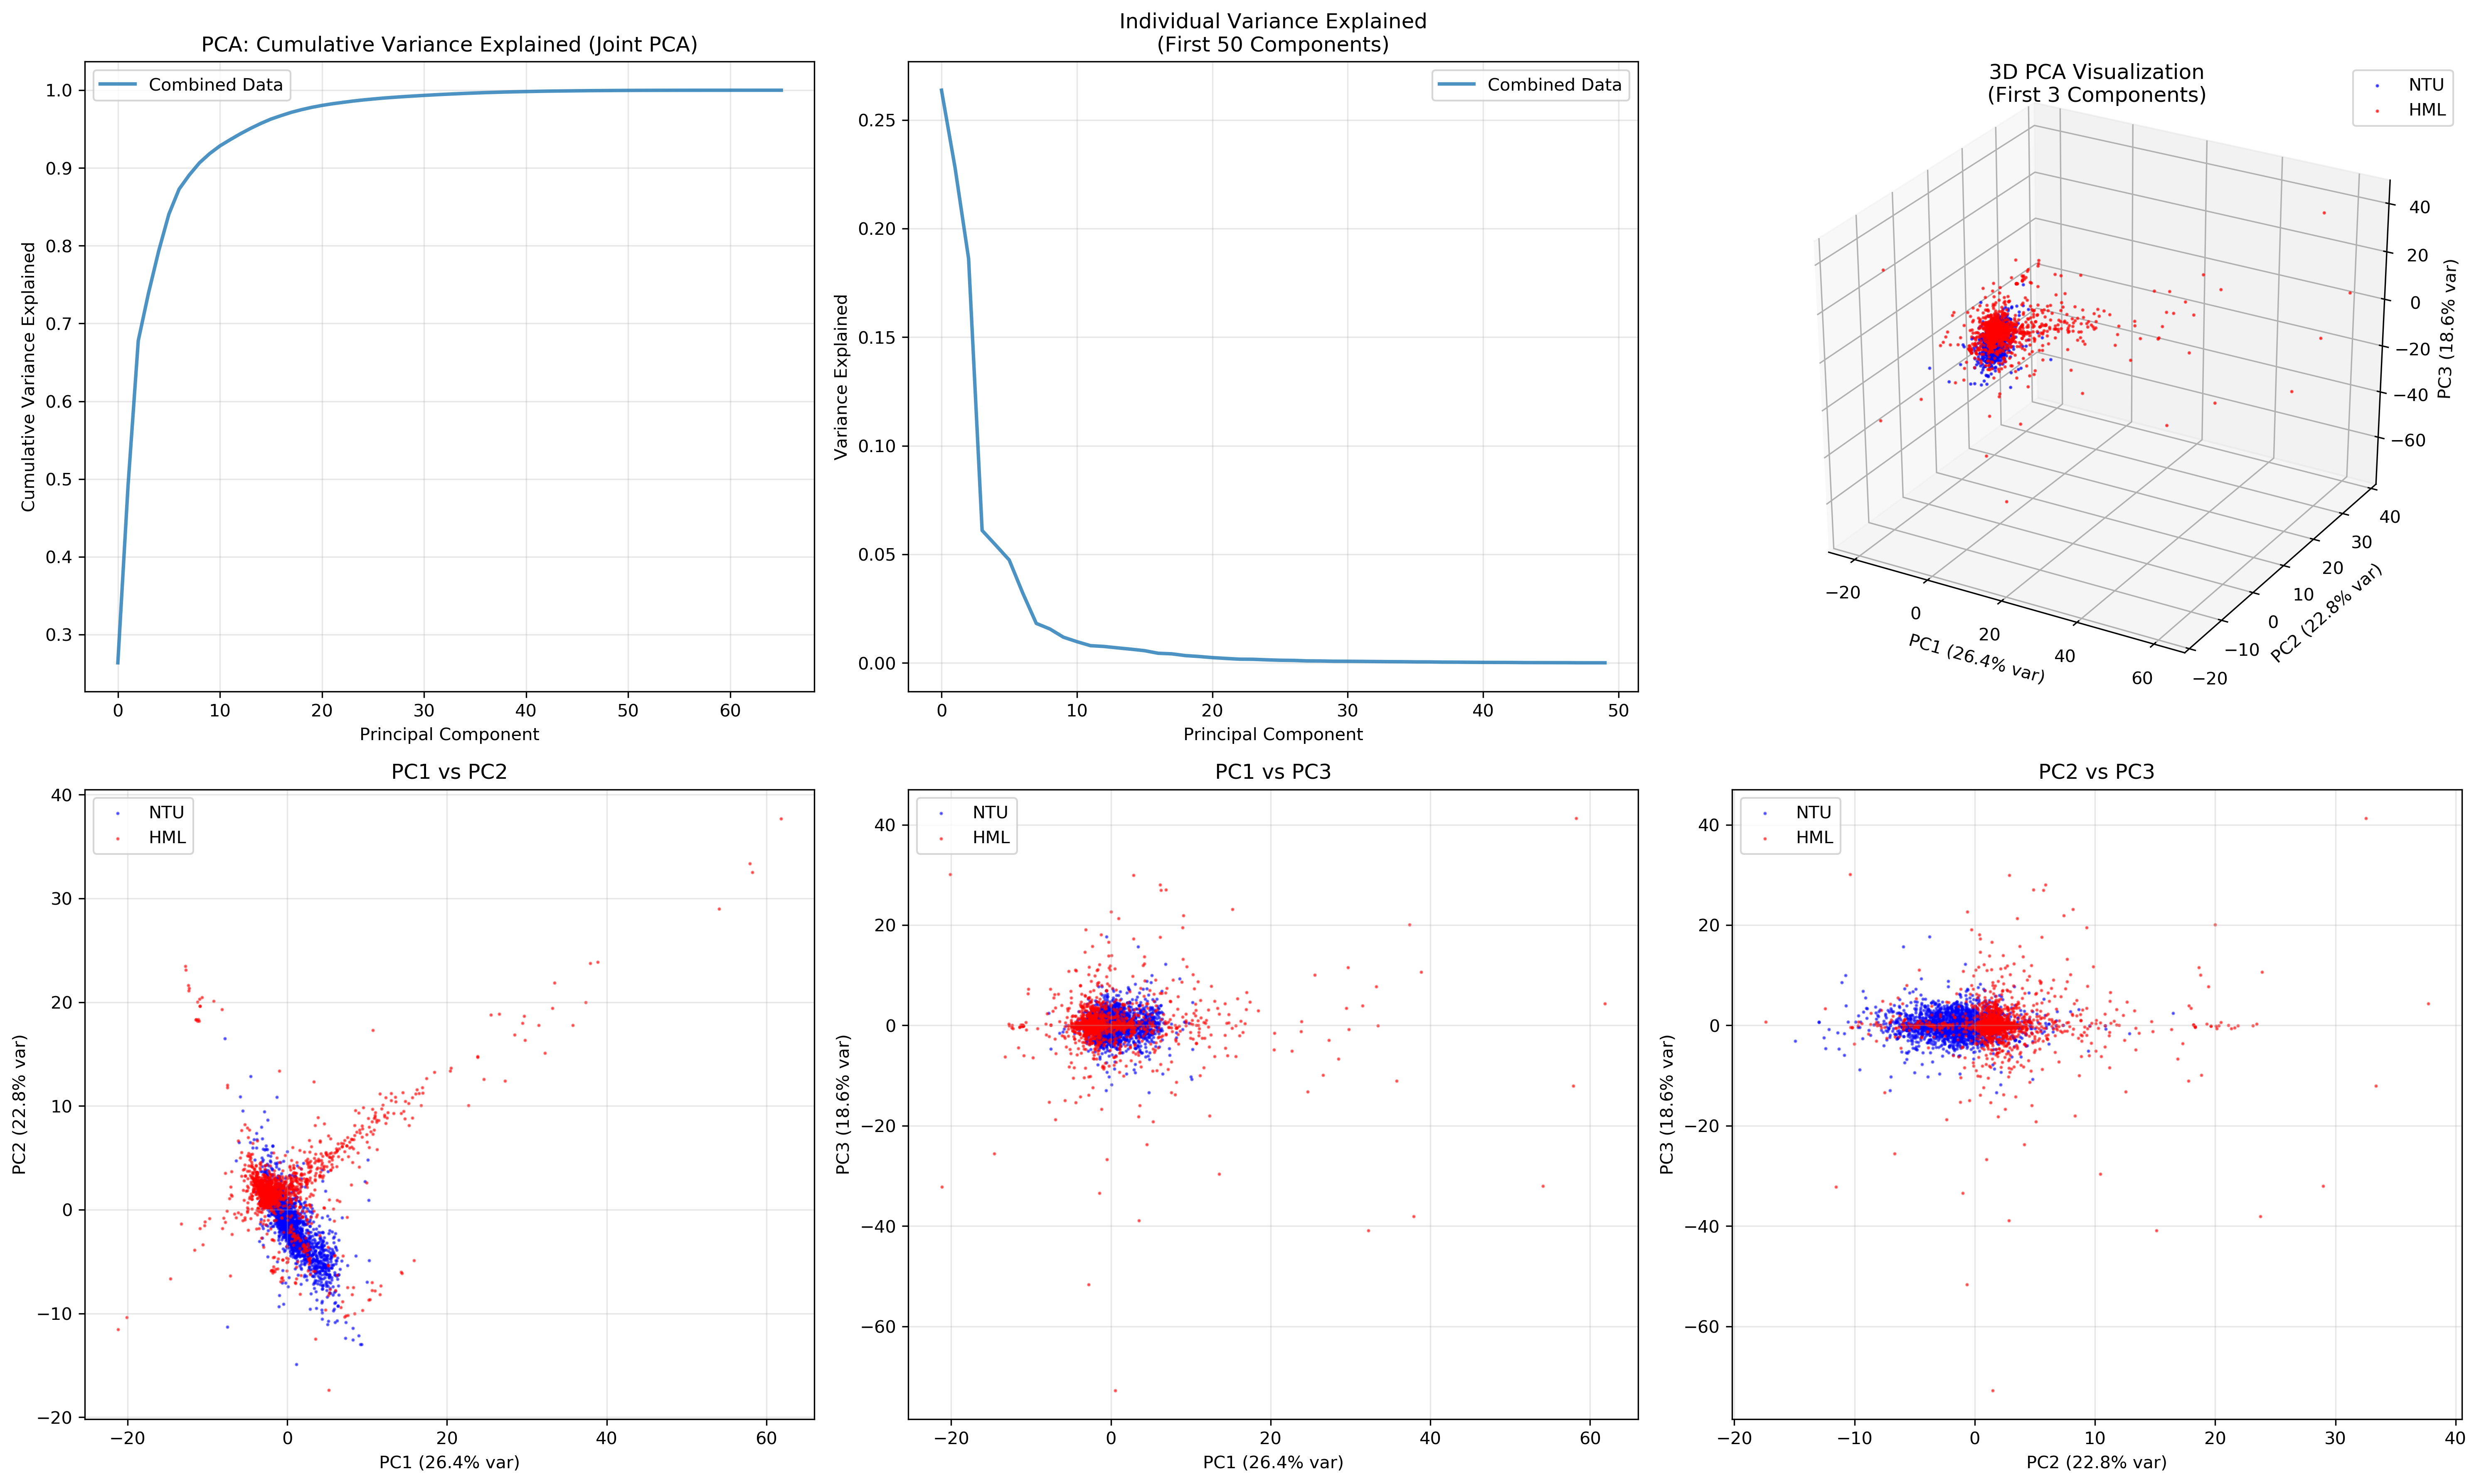 PCA: Cumulative Variance Explained (Joint PCA)
Combined Data
1.0
0.9
0.8
0.7
0.6
0.5
0.4
0.3
Cumulative Variance Explained
0 10 20 30 40 50 60
Principal Component
Individual Variance Explained
(First 50 Components)
Combined Data
0.25
0.20
0.15
0.10
0.05
0.00
Variance Explained
0 10 20 30 40 50
Principal Component
3D PCA Visualization
(First 3 Components)
NTU
HML
40
20
0
−20
−40
−60
PC3 (18.6% var)
−20 0 20 40 60
PC1 (26.4% var)
−20 −10 0 10 20 30 40
PC2 (22.8% var)
PC1 vs PC2
NTU
HML
40
30
20
10
0
−10
−20
PC2 (22.8% var)
−20 0 20 40 60
PC1 (26.4% var)
PC1 vs PC3
NTU
HML
40
20
0
−20
−40
−60
PC3 (18.6% var)
−20 0 20 40 60
PC1 (26.4% var)
PC2 vs PC3
NTU
HML
40
20
0
−20
−40
−60
PC3 (18.6% var)
−20 −10 0 10 20 30 40
PC2 (22.8% var)